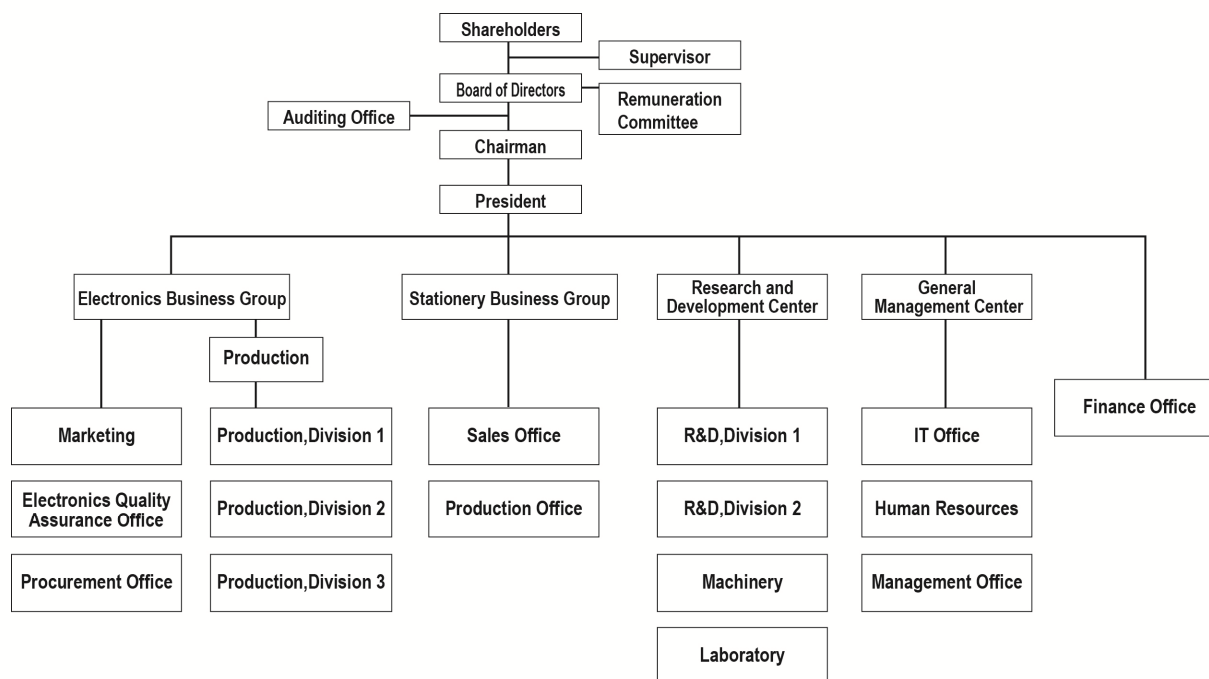 Shareholders
Supervisor
Board of Directors
Remuneration
Committee
Auditing Office
Chairman
President
Electronics Business Group
Stationery Business Group
Research and
Development Center
General
Management Center
Production
Finance Office
Marketing
Production,Division 1
Sales Office
R&D,Division 1
IT Office
Electronics Quality
Assurance Office
Production,Division 2
Production Office
R&D,Division 2
Human Resources
Procurement Office
Production,Division 3
Machinery
Management Office
Laboratory